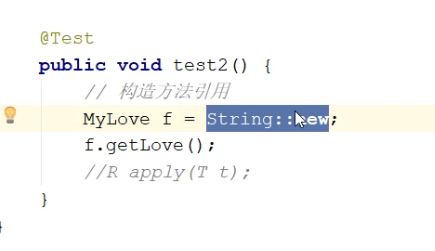 @Test
public void test2() {
// 构造方法引用
MyLove f = String::new;
f.getLove();
//R apply(T t);
}
}